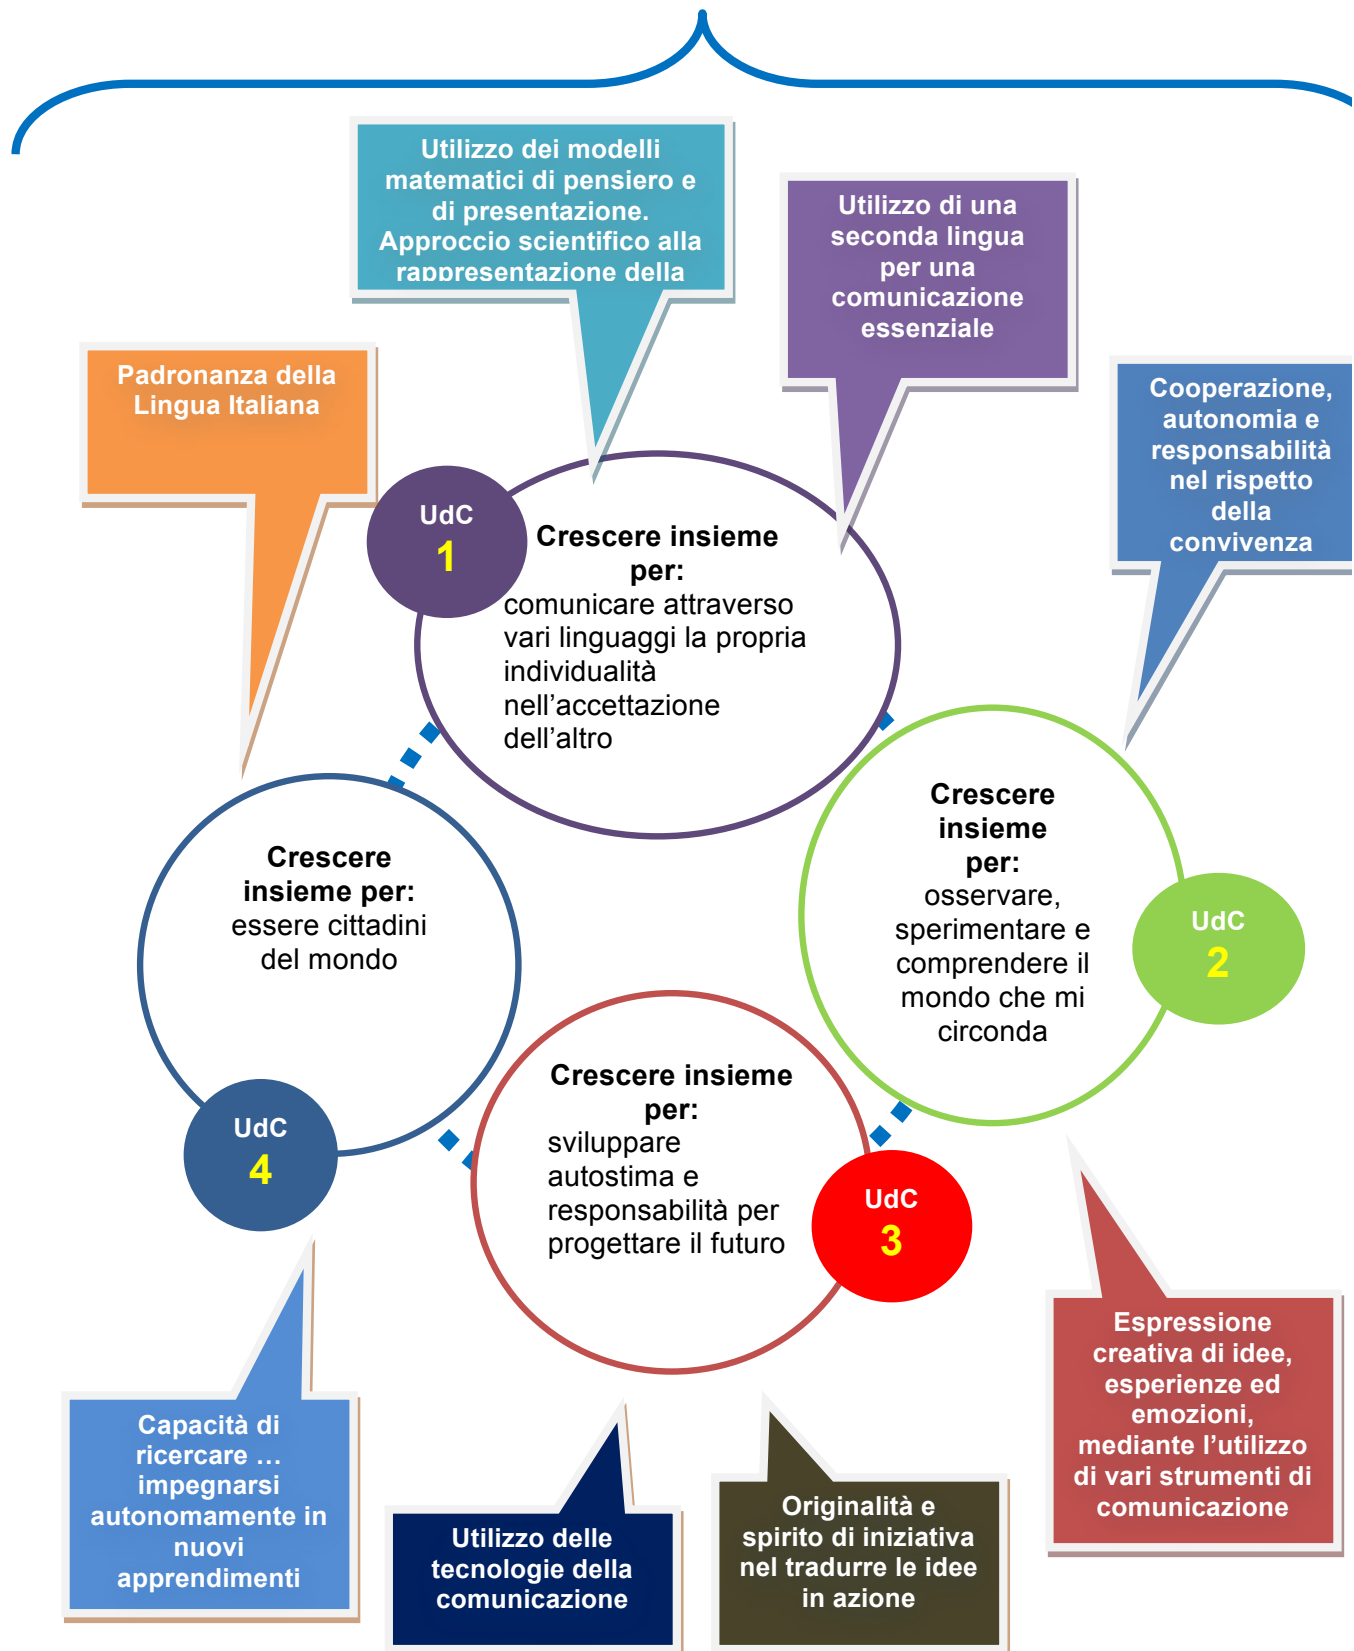 Utilizzo dei modelli
matematici di pensiero e
di presentazione.
Approccio scientifico alla
rappresentazione della
Utilizzo di una
seconda lingua
per una
comunicazione
essenziale
Padronanza della
Lingua Italiana
Cooperazione,
autonomia e
responsabilità
nel rispetto
della
convivenza
UdC
1
Crescere insieme
per:
comunicare attraverso
vari linguaggi la propria
individualità
nell’accettazione
dell’altro
Crescere
insieme
per:
osservare,
sperimentare e
comprendere il
mondo che mi
circonda
UdC
2
Crescere
insieme per:
essere cittadini
del mondo
UdC
4
Crescere insieme
per:
sviluppare
autostima e
responsabilità per
progettare il futuro
UdC
3
Espressione
creativa di idee,
esperienze ed
emozioni,
mediante l’utilizzo
di vari strumenti di
comunicazione
Capacità di
ricercare …
impegnarsi
autonomamente in
nuovi
apprendimenti
Utilizzo delle
tecnologie della
comunicazione
Originalità e
spirito di iniziativa
nel tradurre le idee
in azione